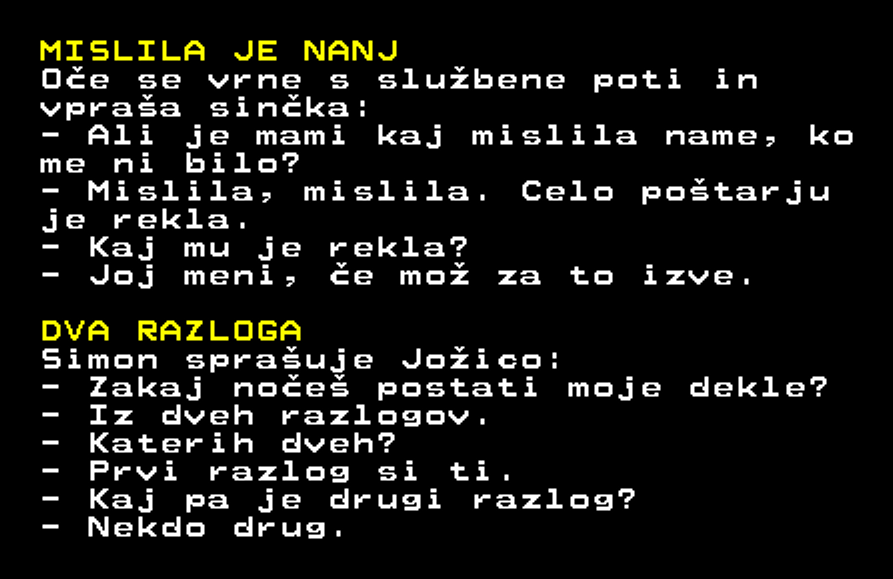 MISLILA JE NANJ
Oče se vrne s službene poti in
vpraša sinčka:
- Ali je mami kaj mislila name, ko
me ni bilo?
- Mislila, mislila. Celo poštarju
je rekla.
- Kaj mu je rekla?
- Joj meni, če mož za to izve.
DVA RAZLOGA
Simon sprašuje Jožico:
- Zakaj nočeš postati moje dekle?
- Iz dveh razlogov.
- Katerih dveh?
- Prvi razlog si ti.
- Kaj pa je drugi razlog?
- Nekdo drug.